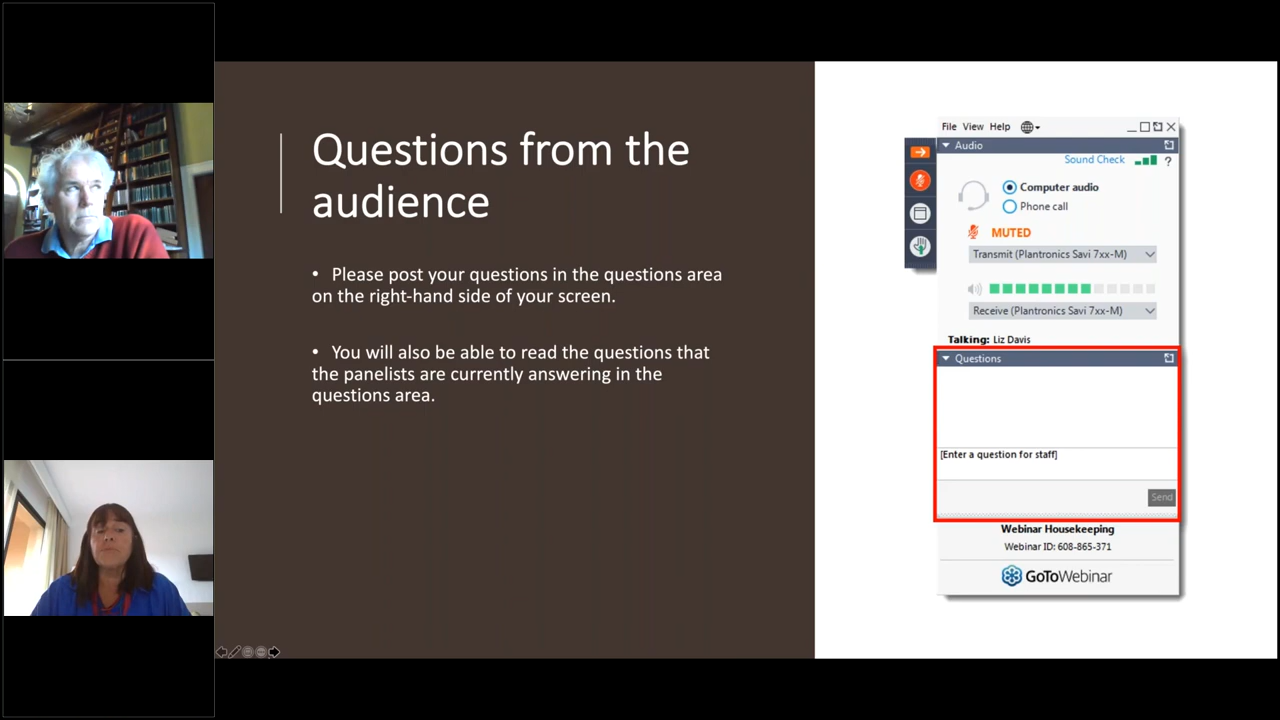 Questions from the
audience
• Please post your questions in the questions area
on the right-hand side of your screen.
• You will also be able to read the questions that
the panelists are currently answering in the
questions area.
File View Help
Audio
Sound Check ?
Computer audio
Phone call
MUTED
Transmit (Plantronics Savi 7xx-M)
Receive (Plantronics Savi 7xx-M)
Talking: Liz Davis
Questions
[Enter a question for staff]
Send
Webinar Housekeeping
Webinar ID: 608-865-371
GoToWebinar